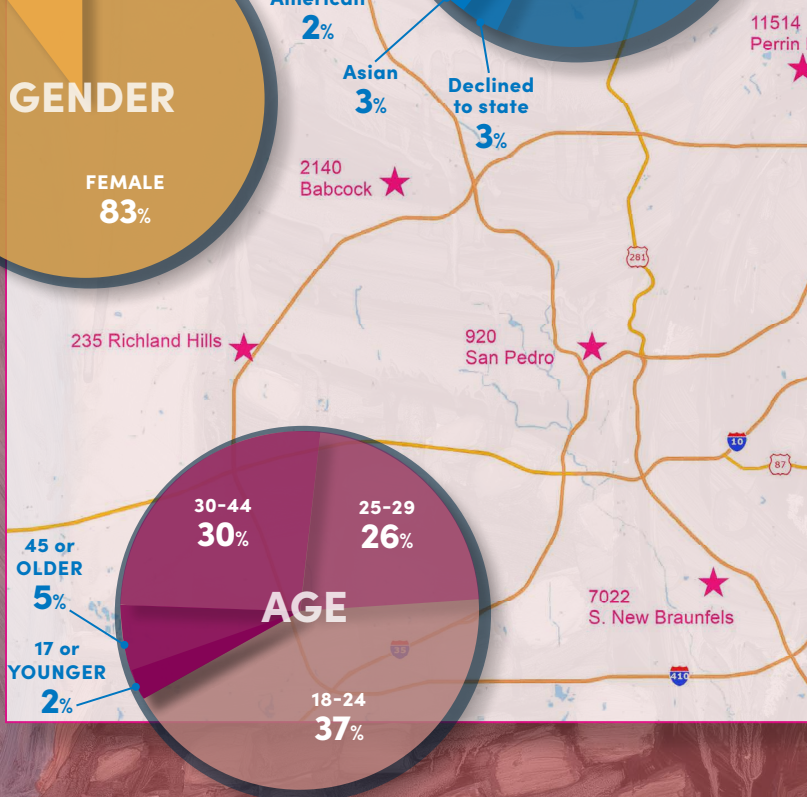 American
2%
Asian
3%
Declined
to state
3%
11514
Perrin
GENDER
FEMALE
83%
2140
Babcock
281
235 Richland Hills
920
San Pedro
10
87
30-44
30%
25-29
26%
45 or
OLDER
5%
AGE
17 or
YOUNGER
2%
7022
S. New Braunfels
35
410
18-24
37%